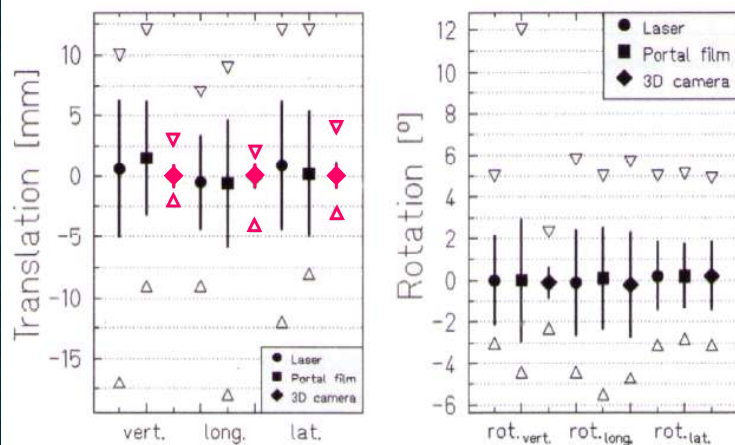 Translation [mm]
10
5
0
-5
-10
-15
vert. long. lat.
Laser
Portal film
3D camera
Rotation [°]
12
10
8
6
4
2
0
-2
-4
-6
rot.vert. rot.long. rot.lat.
Laser
Portal film
3D camera